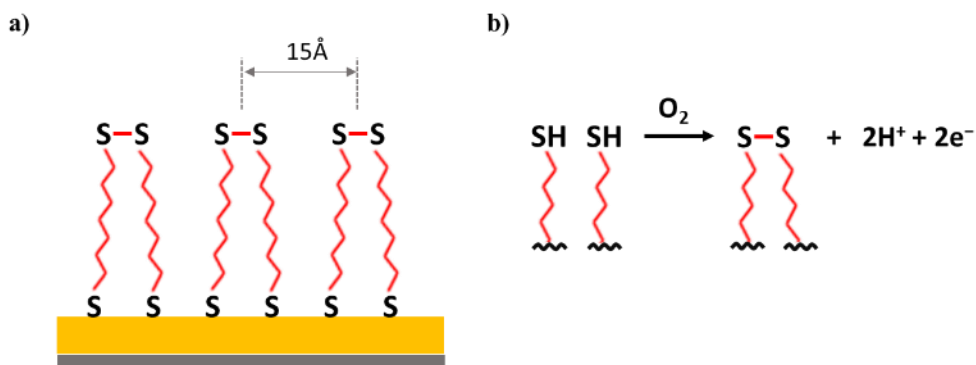 a)
15Å
S–S S–S S–S
S S S S S S
b)
SH SH O₂ S–S + 2H⁺ + 2e⁻